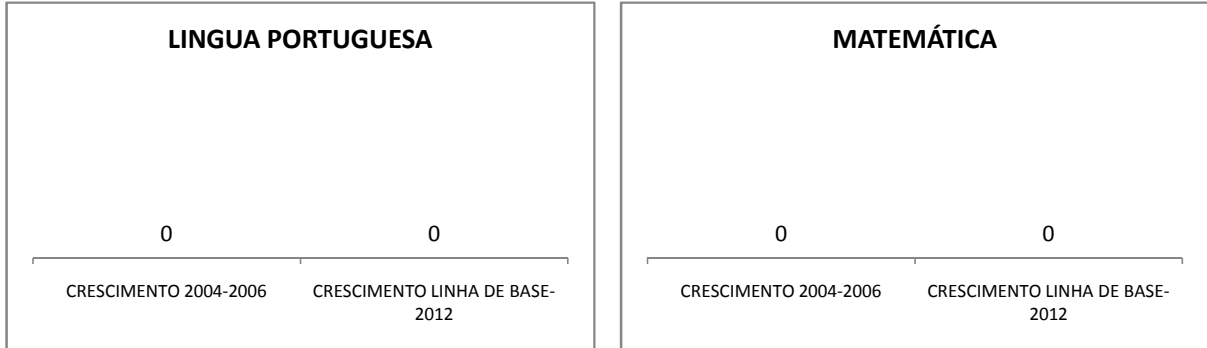 LINGUA PORTUGUESA
0
0
CRESCIMENTO 2004-2006
CRESCIMENTO LINHA DE BASE-
2012
MATEMÁTICA
0
0
CRESCIMENTO 2004-2006
CRESCIMENTO LINHA DE BASE-
2012